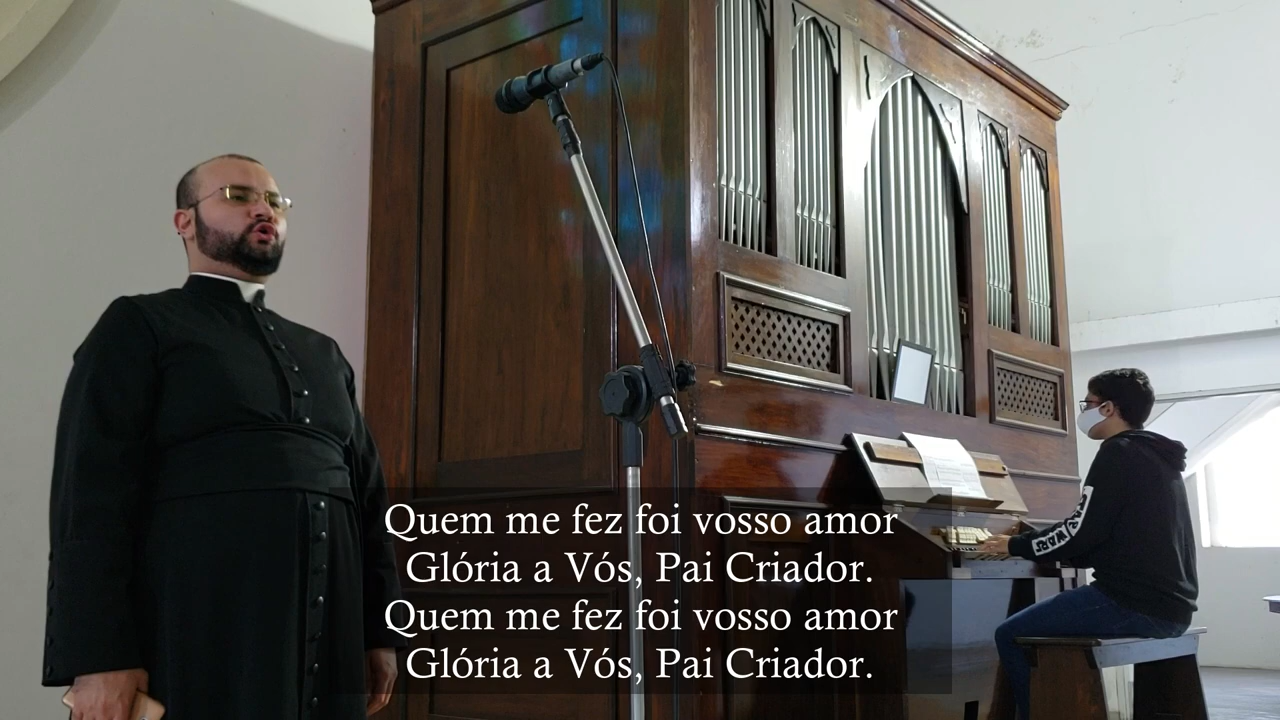 Quem me fez foi vosso amor
Glória a Vós, Pai Criador.
Quem me fez foi vosso amor
Glória a Vós, Pai Criador.
WARS